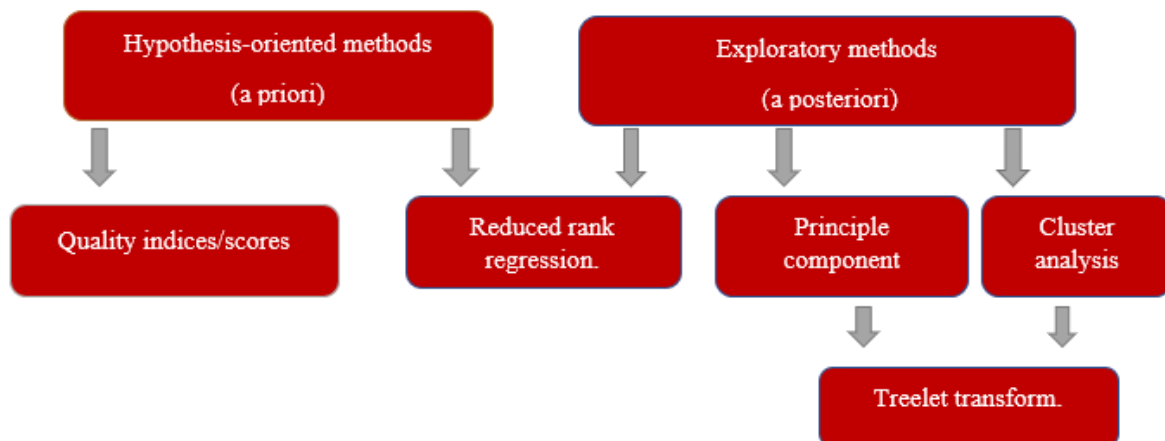 Hypothesis-oriented methods
(a priori)
Exploratory methods
(a posteriori)
Quality indices/scores
Reduced rank
regression.
Principle
component
Cluster
analysis
Treelet transform.